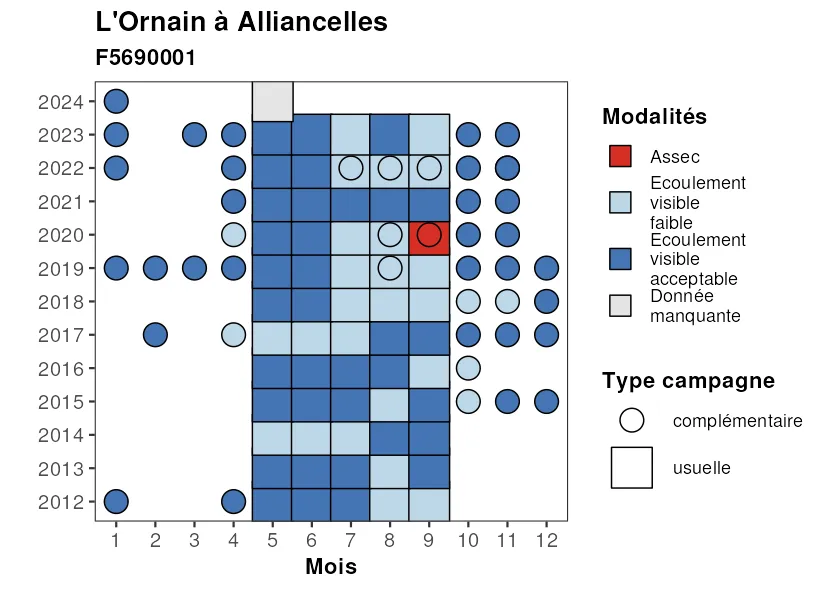 L'Ornain à Alliancelles
F5690001
2024
2023
2022
2021
2020
2019
2018
2017
2016
2015
2014
2013
2012
1 2 3 4 5 6 7 8 9 10 11 12
Mois
Modalités
Assec
Ecoulement
visible
faible
Ecoulement
visible
acceptable
Donnée
manquante
Type campagne
complémentaire
usuelle